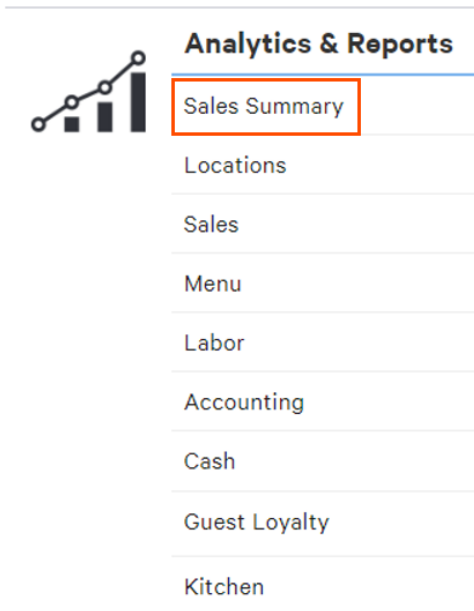 Analytics & Reports
Sales Summary
Locations
Sales
Menu
Labor
Accounting
Cash
Guest Loyalty
Kitchen